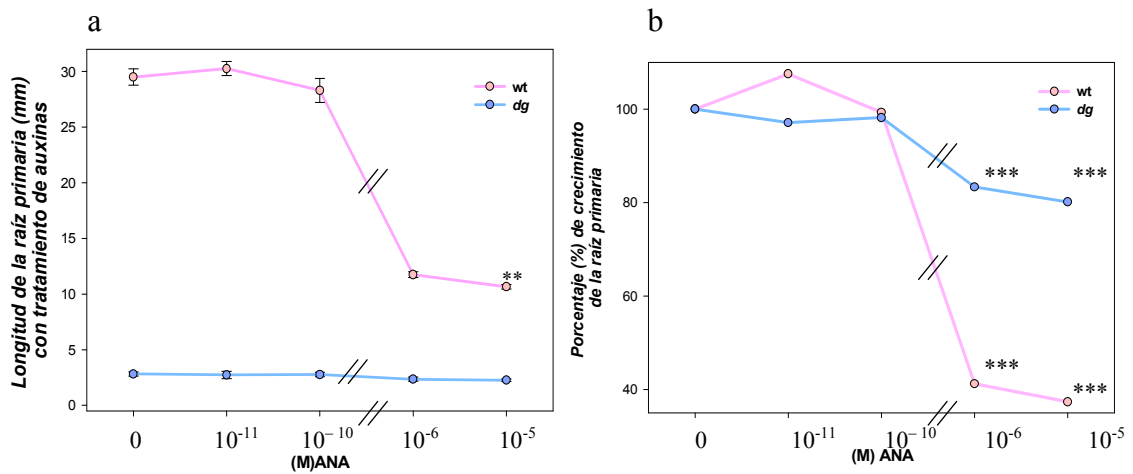 a
Longitud de la raíz primaria (mm)
con tratamiento de auxinas
30
25
20
15
10
5
0
wt
dg
**
0
10-11
10– 10
10-6
10-5
(M)ANA
b
Porcentaje (%) de crecimiento
de la raíz primaria
100
80
60
40
wt
dg
***
***
***
***
0
10-11
10-10
10-6
10-5
(M) ANA